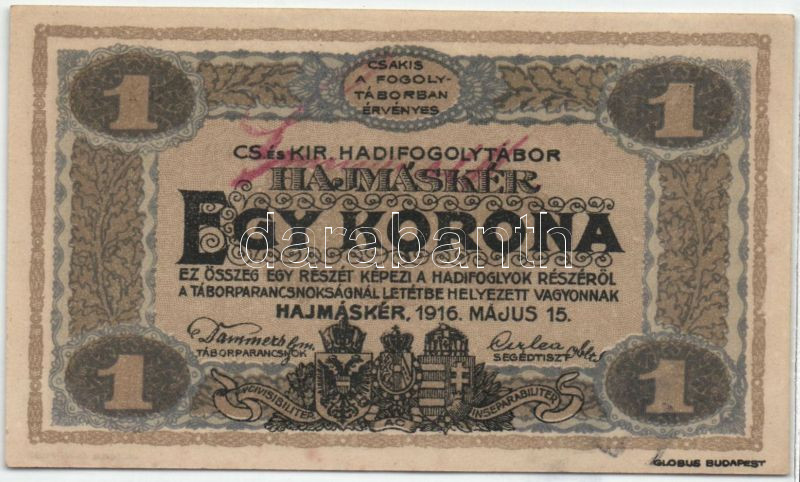 1
CSAKIS
A FOGOLY-
TÁBORBAN
ÉRVÉNYES
1
CS. és KIR. HADIFOGOLYTÁBOR
HAJMÁSKÉR
EGY KORONA
darabanth
EZ ÖSSZEG EGY RÉSZÉT KÉPEZI A HADIFOGLYOK RÉSZÉRŐL
A TÁBORPARANCSNOKSÁGNÁL LETÉTBE HELYEZETT VAGYONNAK
HAJMÁSKÉR, 1916. MÁJUS 15.
TÁBORPARANCSNOK
SEGÉDTISZT
1
INDIVISIBILITER
AC
INSEPARABILITER
1
GLOBUS BUDAPEST